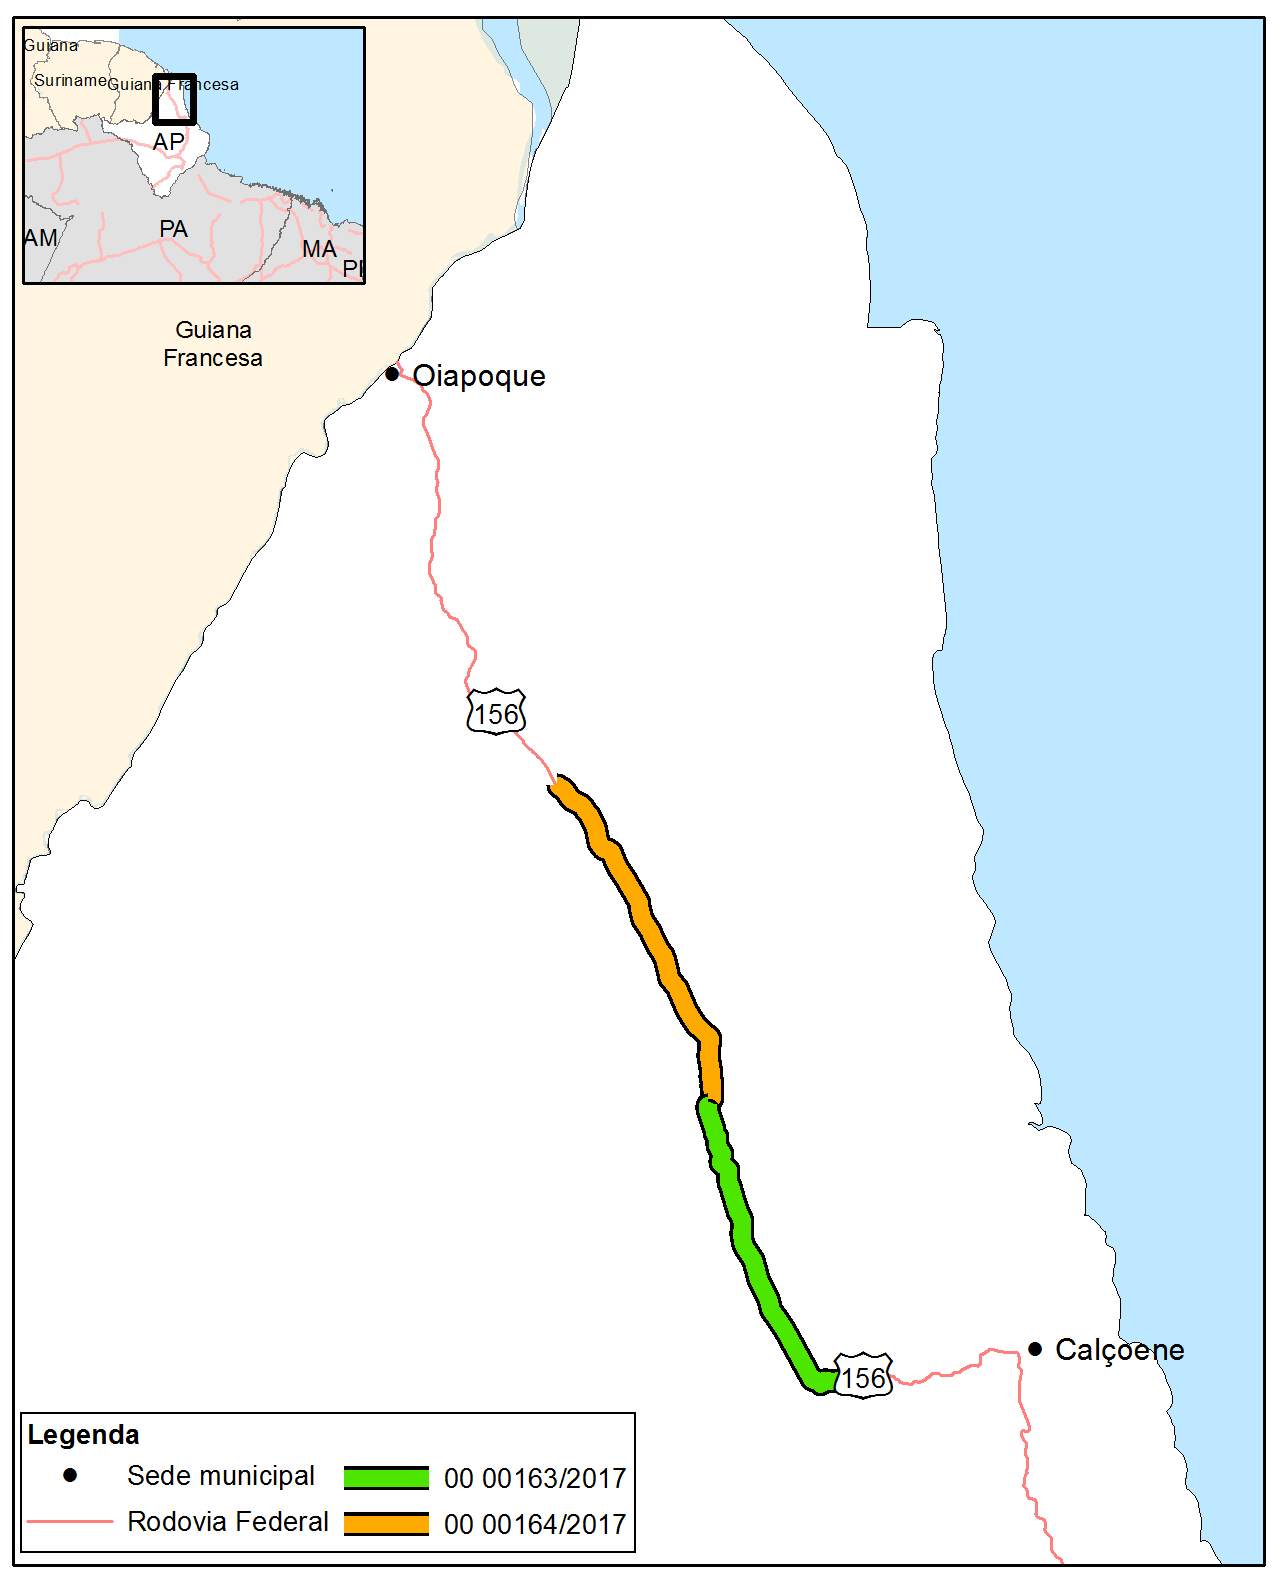 Guiana
Suriname
Guiana Francesa
AP
PA
AM
MA
Guiana
Francesa
Oiapoque
156
Calçoene
156
Legenda
Sede municipal
00 00163/2017
Rodovia Federal
00 00164/2017